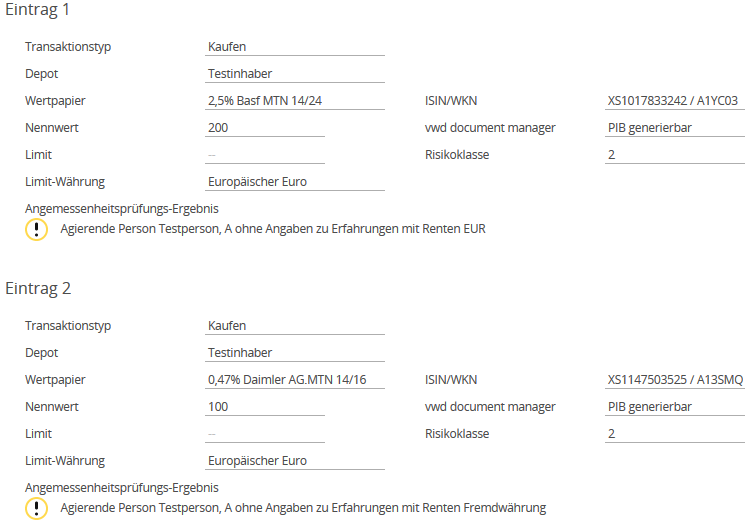 Eintrag 1
Transaktionstyp Kaufen
Depot Testinhaber
Wertpapier 2,5% Basf MTN 14/24 ISIN/WKN XS1017833242 / A1YC03
Nennwert 200 vwd document manager PIB generierbar
Limit -- Risikoklasse 2
Limit-Währung Europäischer Euro
Angemessenheitsprüfungs-Ergebnis
Agierende Person Testperson, A ohne Angaben zu Erfahrungen mit Renten EUR
Eintrag 2
Transaktionstyp Kaufen
Depot Testinhaber
Wertpapier 0,47% Daimler AG.MTN 14/16 ISIN/WKN XS1147503525 / A13SMQ
Nennwert 100 vwd document manager PIB generierbar
Limit -- Risikoklasse 2
Limit-Währung Europäischer Euro
Angemessenheitsprüfungs-Ergebnis
Agierende Person Testperson, A ohne Angaben zu Erfahrungen mit Renten Fremdwährung